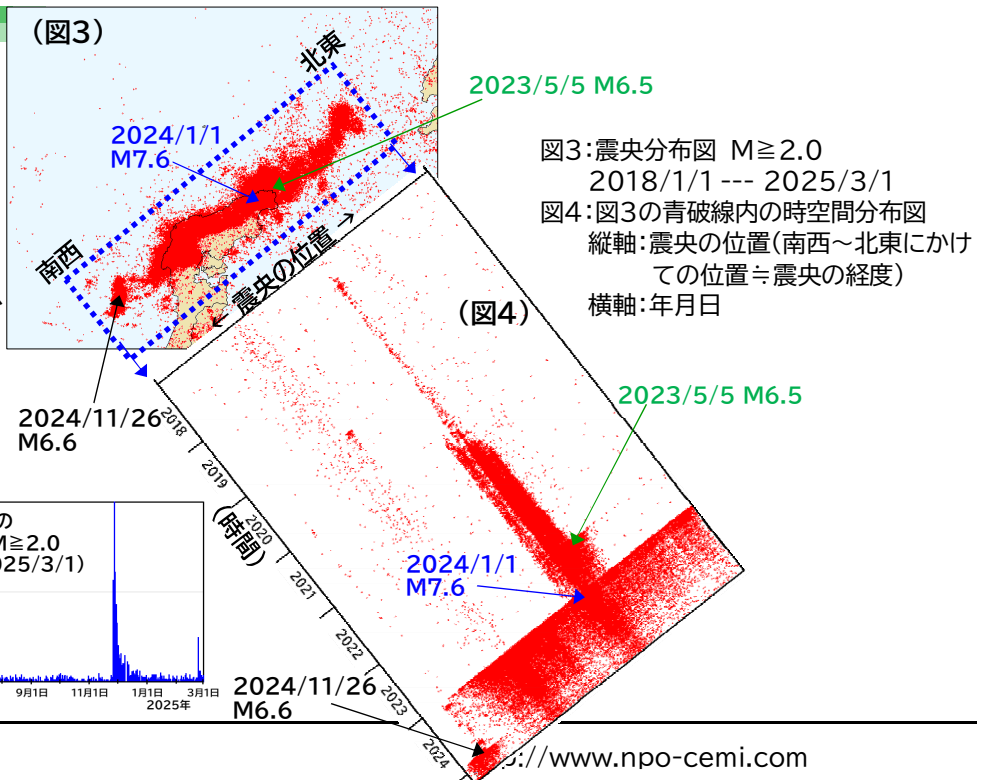 (図3)
北東
2023/5/5 M6.5
2024/1/1
M7.6
図3:震央分布図 M≧2.0
2018/1/1 --- 2025/3/1
図4:図3の青破線内の時空間分布図
縦軸:震央の位置(南西~北東にかけ
ての位置≒震央の経度)
横軸:年月日
南西
← 震央の位置 →
(図4)
2024/11/26
M6.6
2018
2019
2020
2021
2022
2023
2024
(時間)
2023/5/5 M6.5
2024/1/1
M7.6
の
M≧2.0
025/3/1)
9月1日
11月1日
1月1日
3月1日
2025年
2024/11/26
M6.6
://www.npo-cemi.com